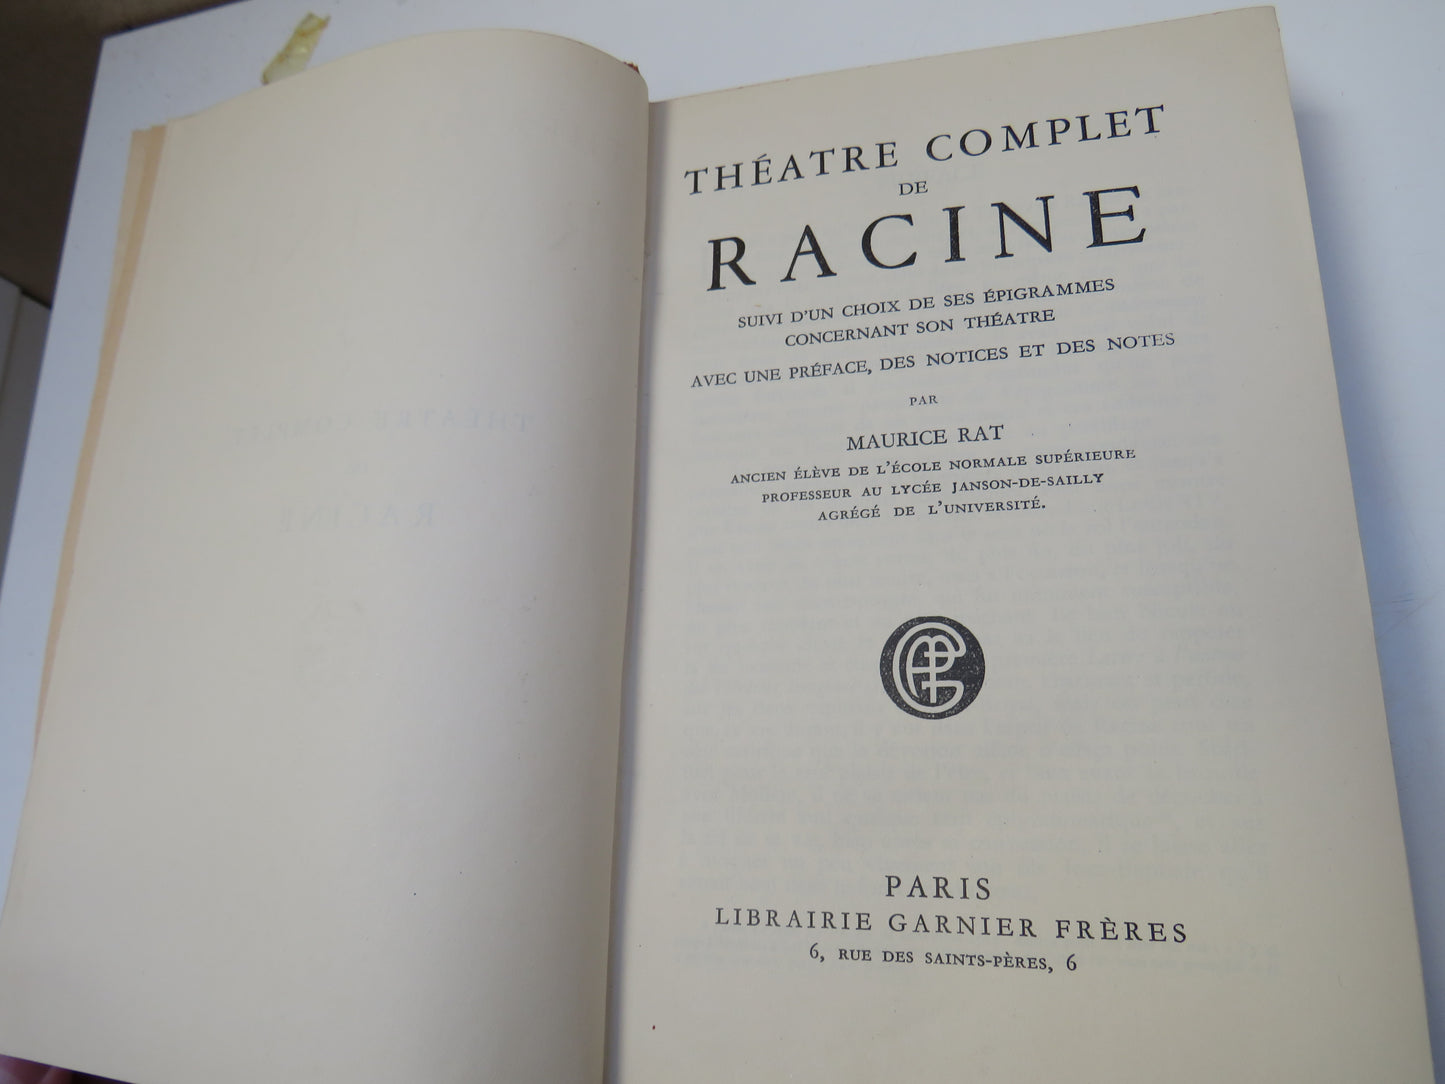 THÉATRE COMPLET
DE
RACINE
SUIVI D'UN CHOIX DE SES ÉPIGRAMMES
CONCERNANT SON THÉATRE
AVEC UNE PRÉFACE, DES NOTICES ET DES NOTES
PAR
MAURICE RAT
ANCIEN ÉLÈVE DE L'ÉCOLE NORMALE SUPÉRIEURE
PROFESSEUR AU LYCÉE JANSON-DE-SAILLY
AGRÉGÉ DE L'UNIVERSITÉ.
PARIS
LIBRAIRIE GARNIER FRÈRES
6, RUE DES SAINTS-PÈRES, 6